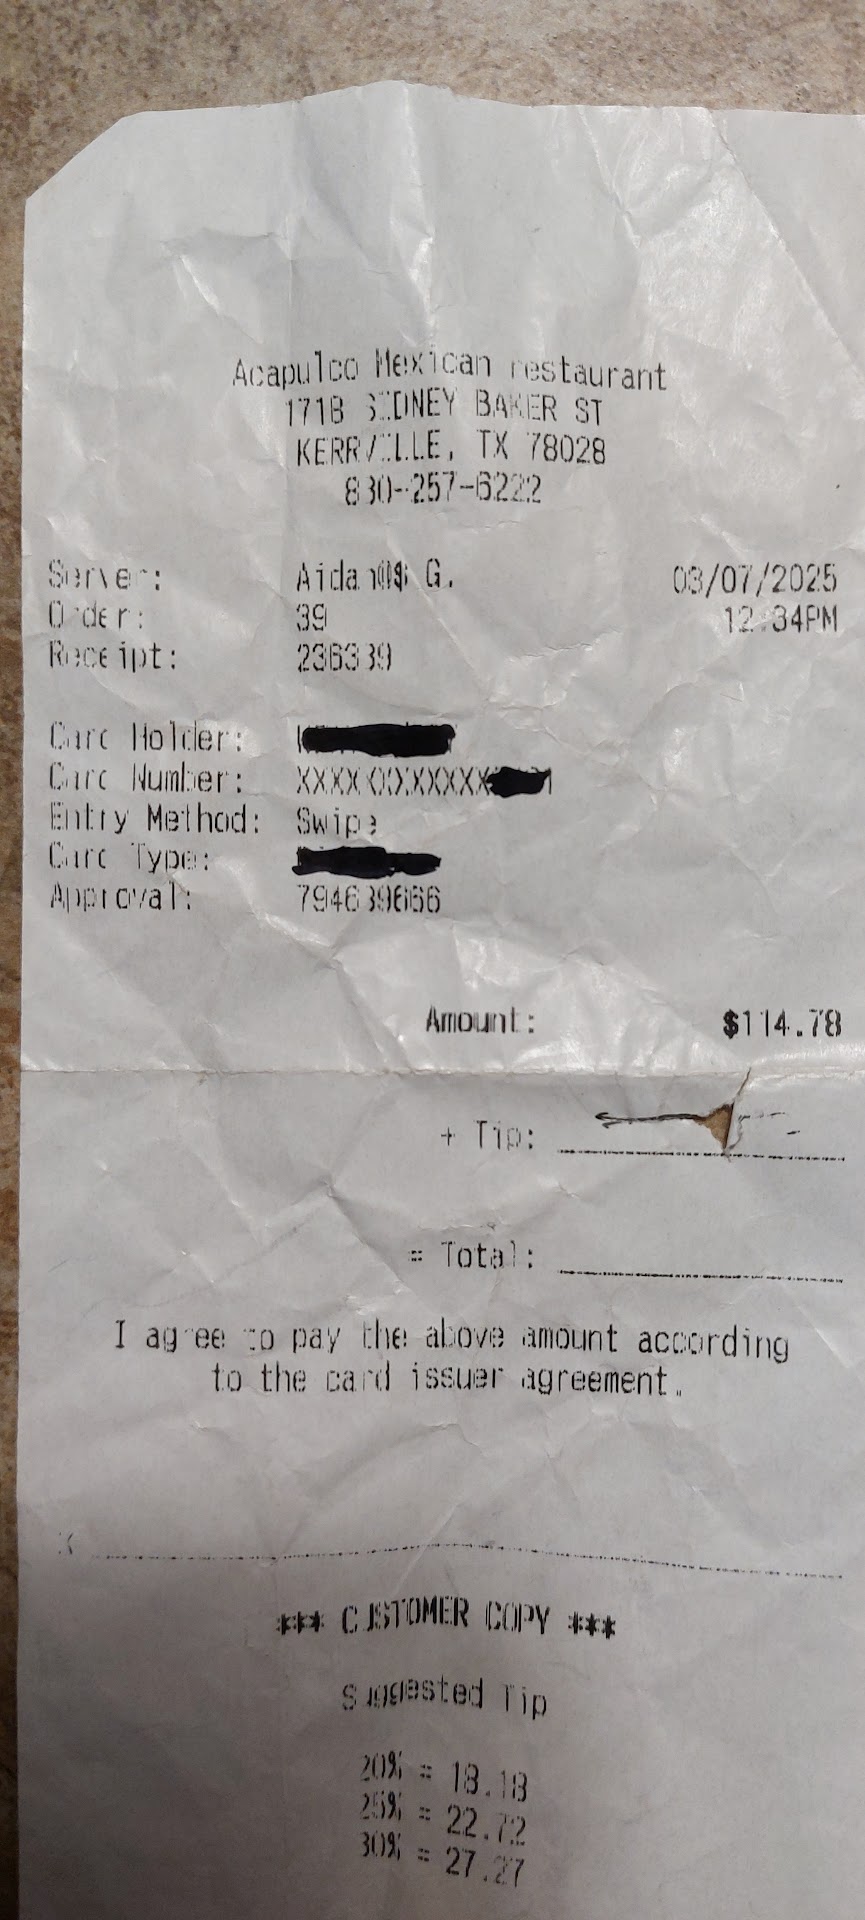 Acapulco Mexican restaurant
1718 SIDNEY BAKER ST
KERRVILLE, TX 78028
830-257-6222
Server: Aidan@$ G. 03/07/2025
Order: 39 12:34PM
Receipt: 236339
Card Holder:
Card Number: XXXXXXXXXXXX
Entry Method: Swipe
Card Type:
Approval: 794639666
Amount: $114.78
+ Tip:
= Total:
I agree to pay the above amount according
to the card issuer agreement.
X
*** CUSTOMER COPY ***
Suggested Tip
20% = 18.18
25% = 22.72
30% = 27.27